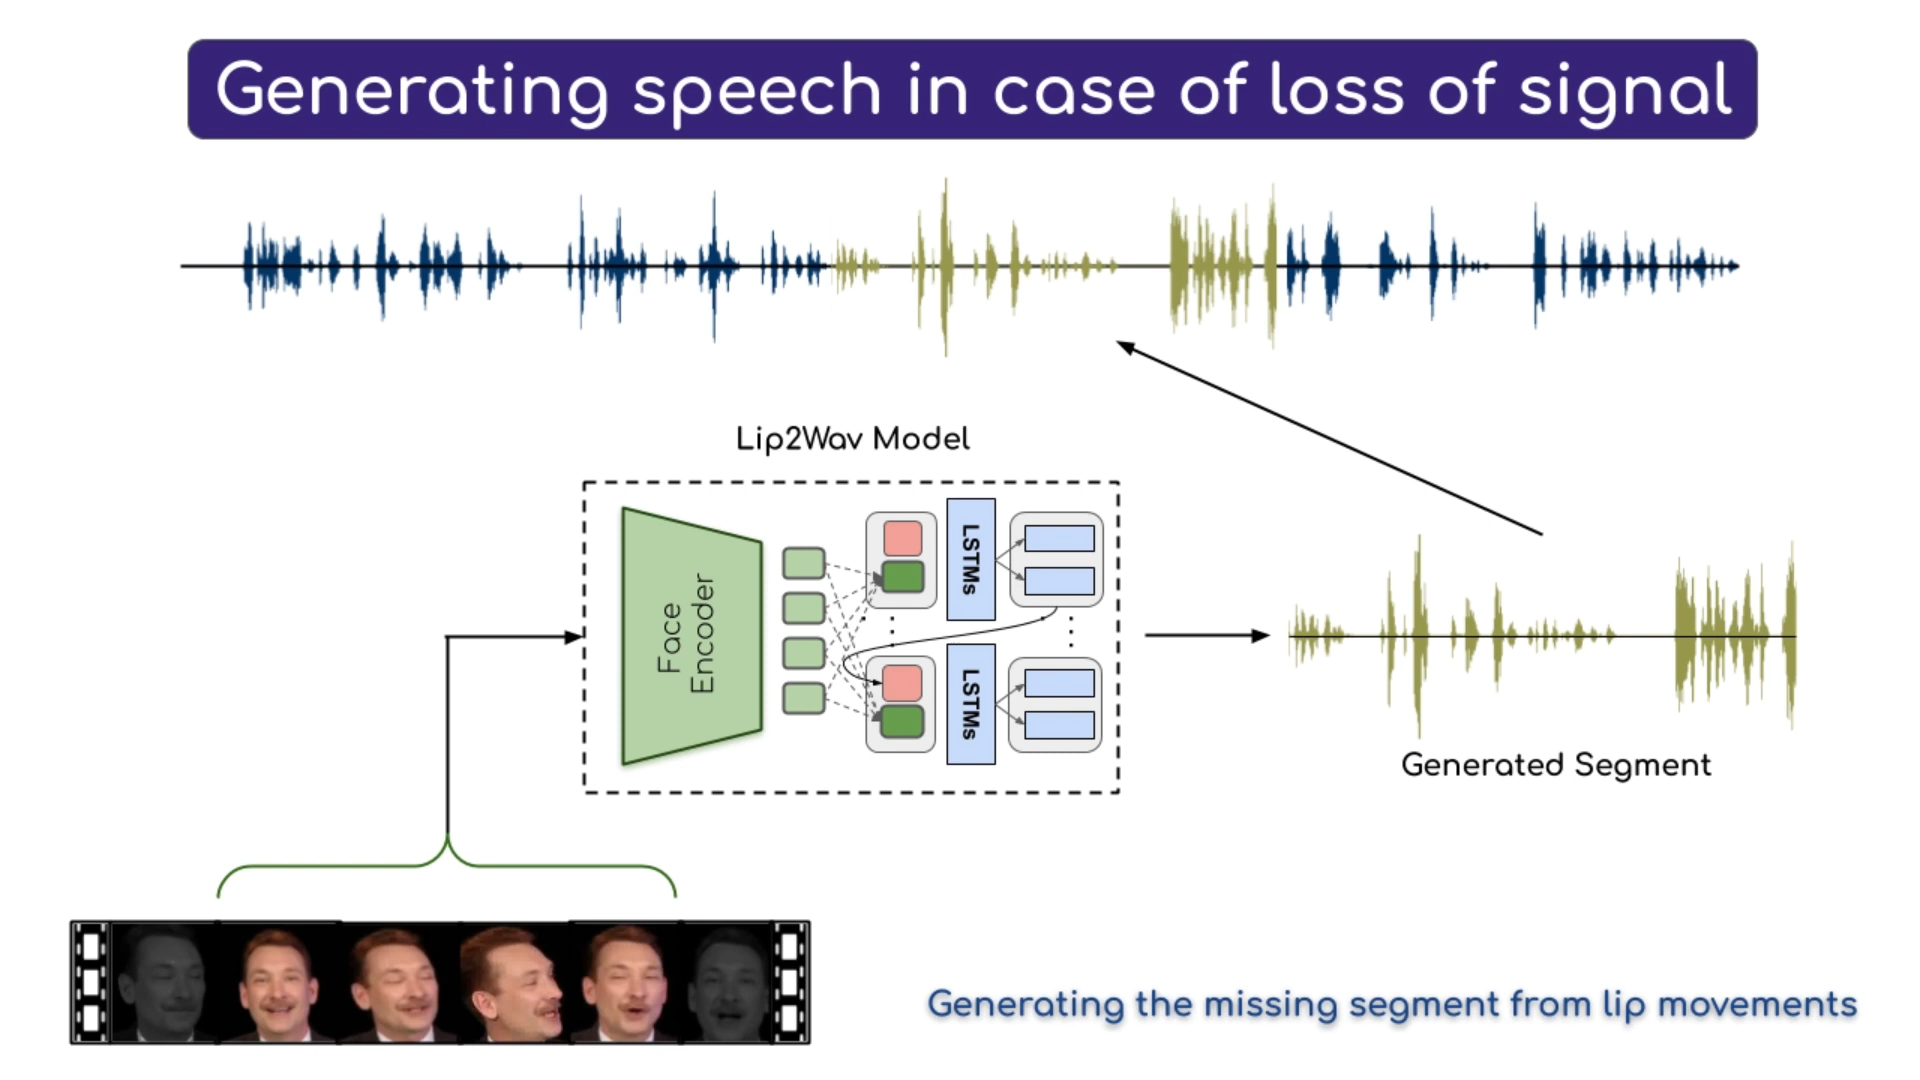 Generating speech in case of loss of signal
Lip2Wav Model
Face
Encoder
LSTMs
LSTMs
Generated Segment
Generating the missing segment from lip movements